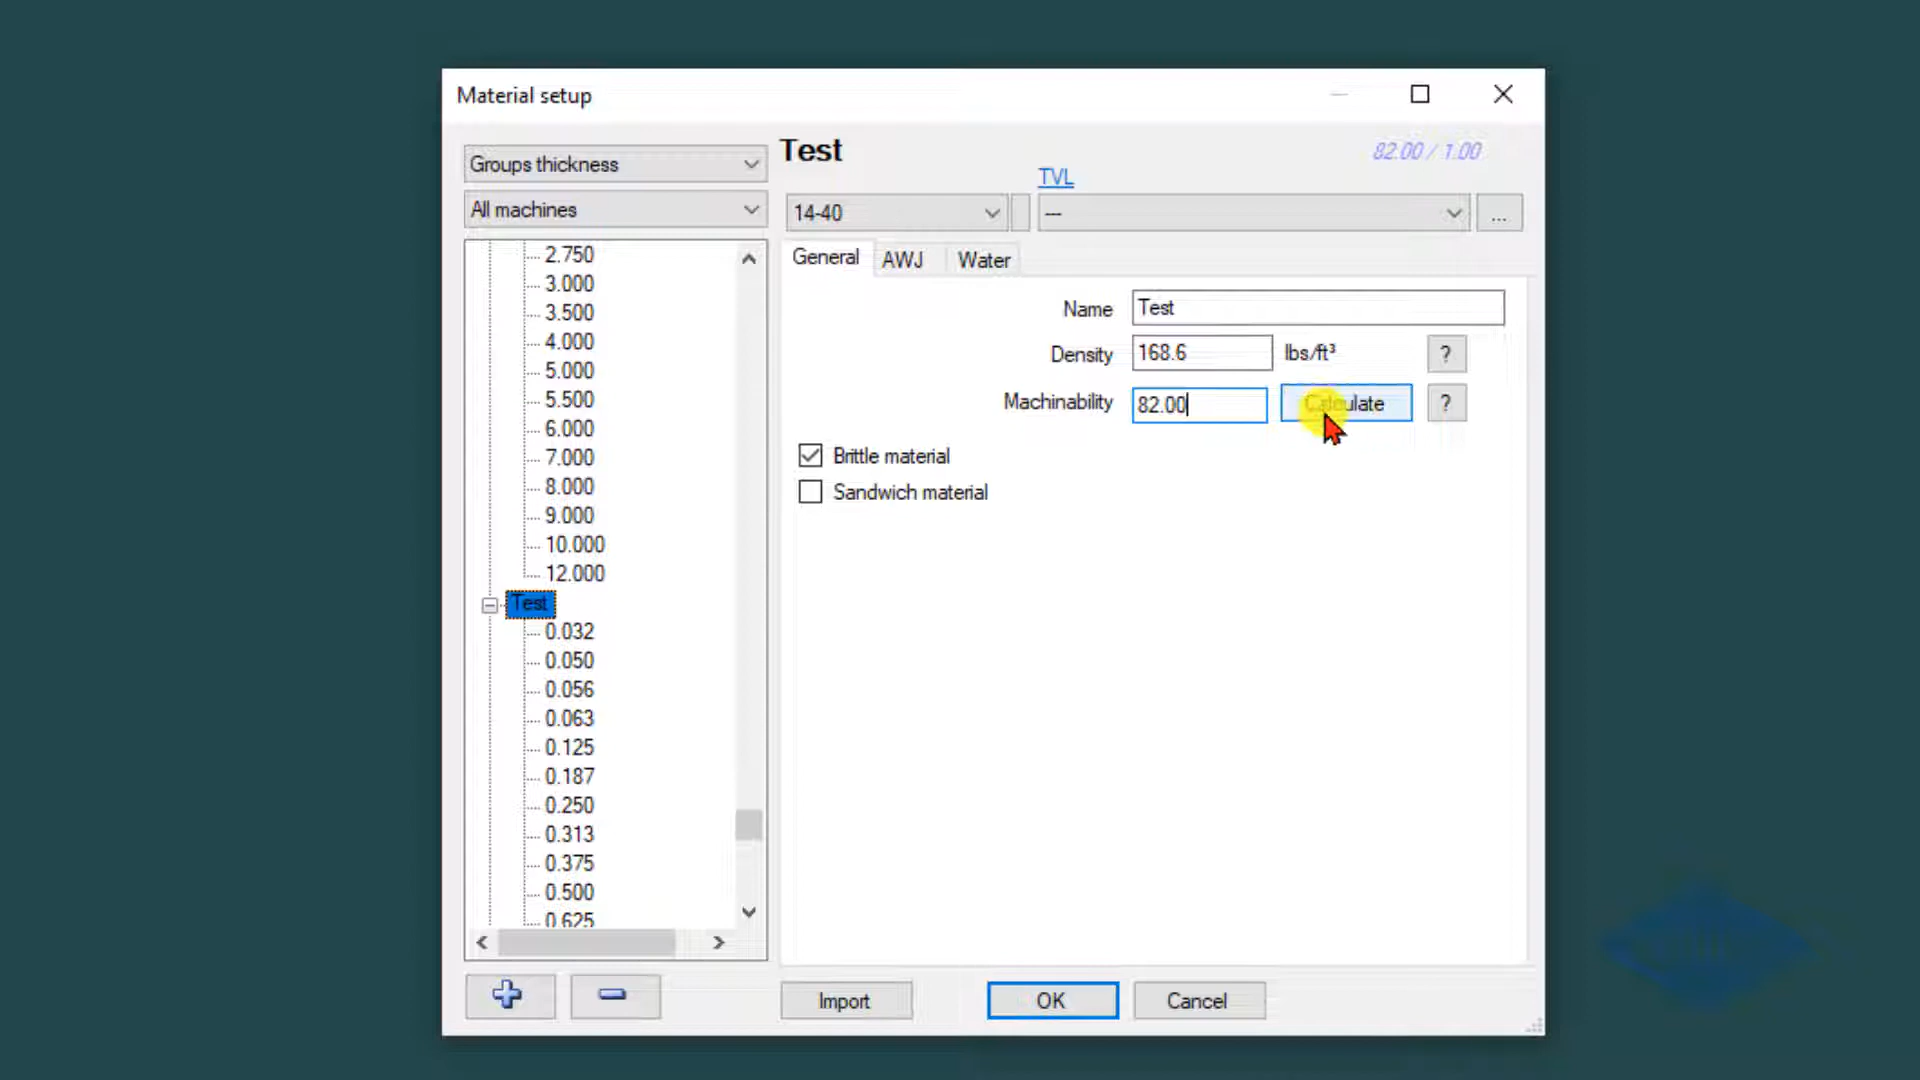 Material setup
Groups thickness
All machines
2.750
3.000
3.500
4.000
5.000
5.500
6.000
7.000
8.000
9.000
10.000
12.000
Test
0.032
0.050
0.056
0.063
0.125
0.187
0.250
0.313
0.375
0.500
0.625
Test
82.00 / 1.00
TVL
14-40
---
...
General AWJ Water
Name Test
Density 168.6 lbs/ft³ ?
Machinability 82.00 Calculate ?
Brittle material
Sandwich material
Import OK Cancel